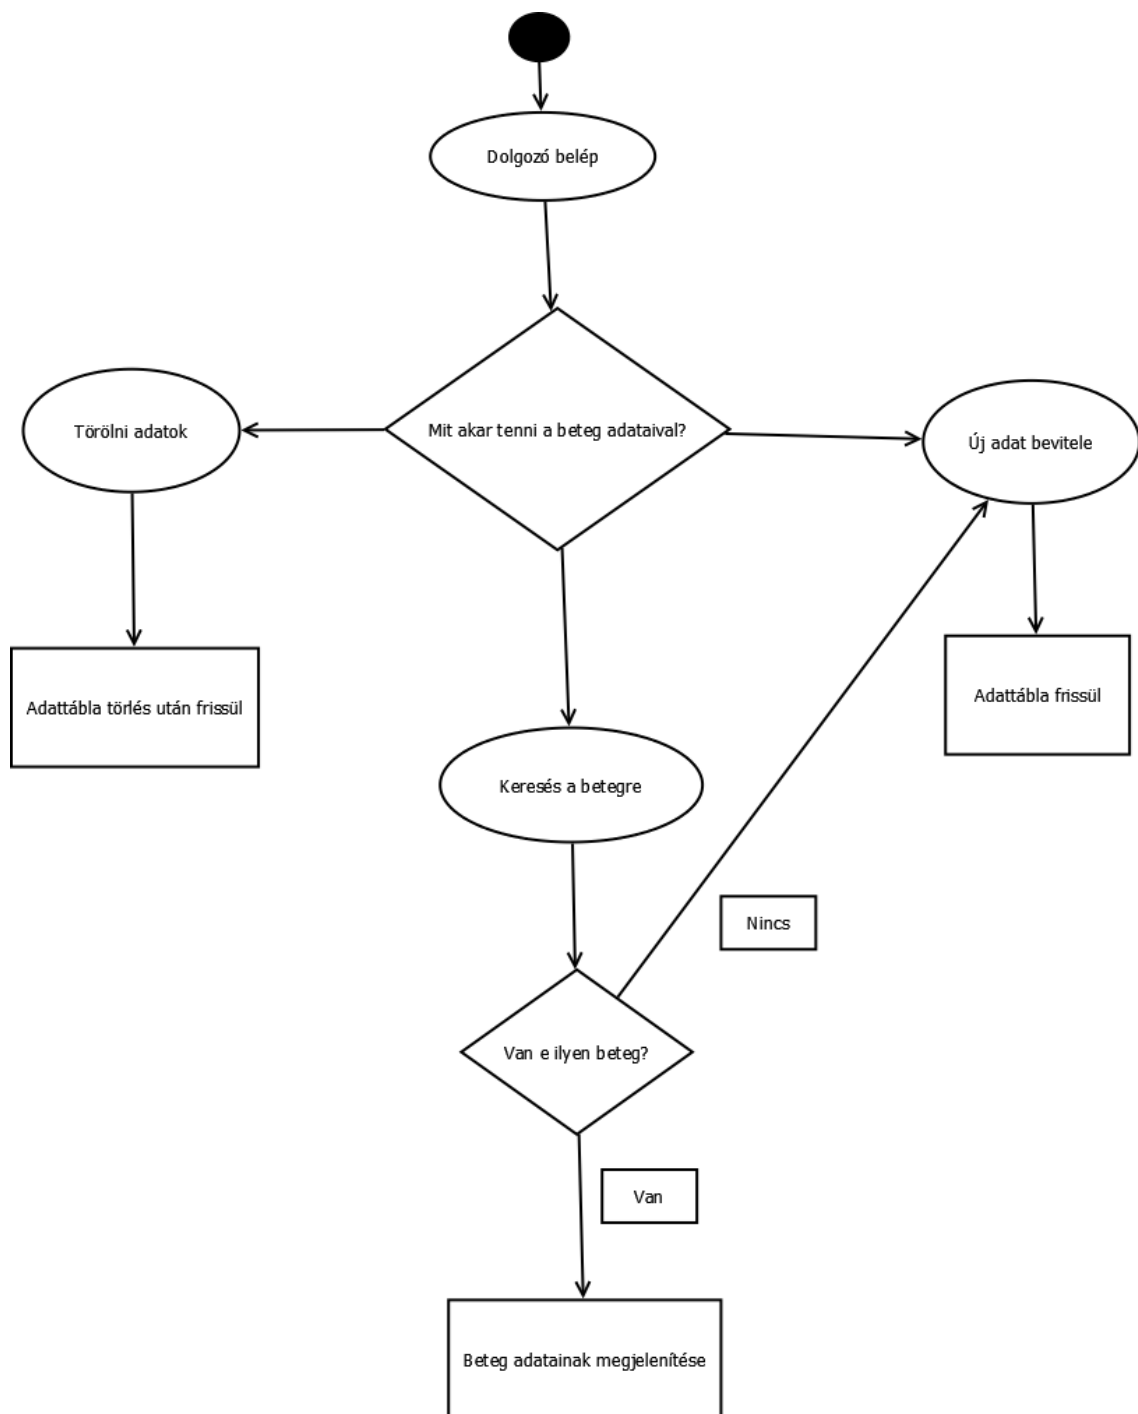 Dolgozó belép
Törölni adatok
Mit akar tenni a beteg adataival?
Új adat bevitele
Adattábla törlés után frissül
Adattábla frissül
Keresés a betegre
Nincs
Van e ilyen beteg?
Van
Beteg adatainak megjelenítése